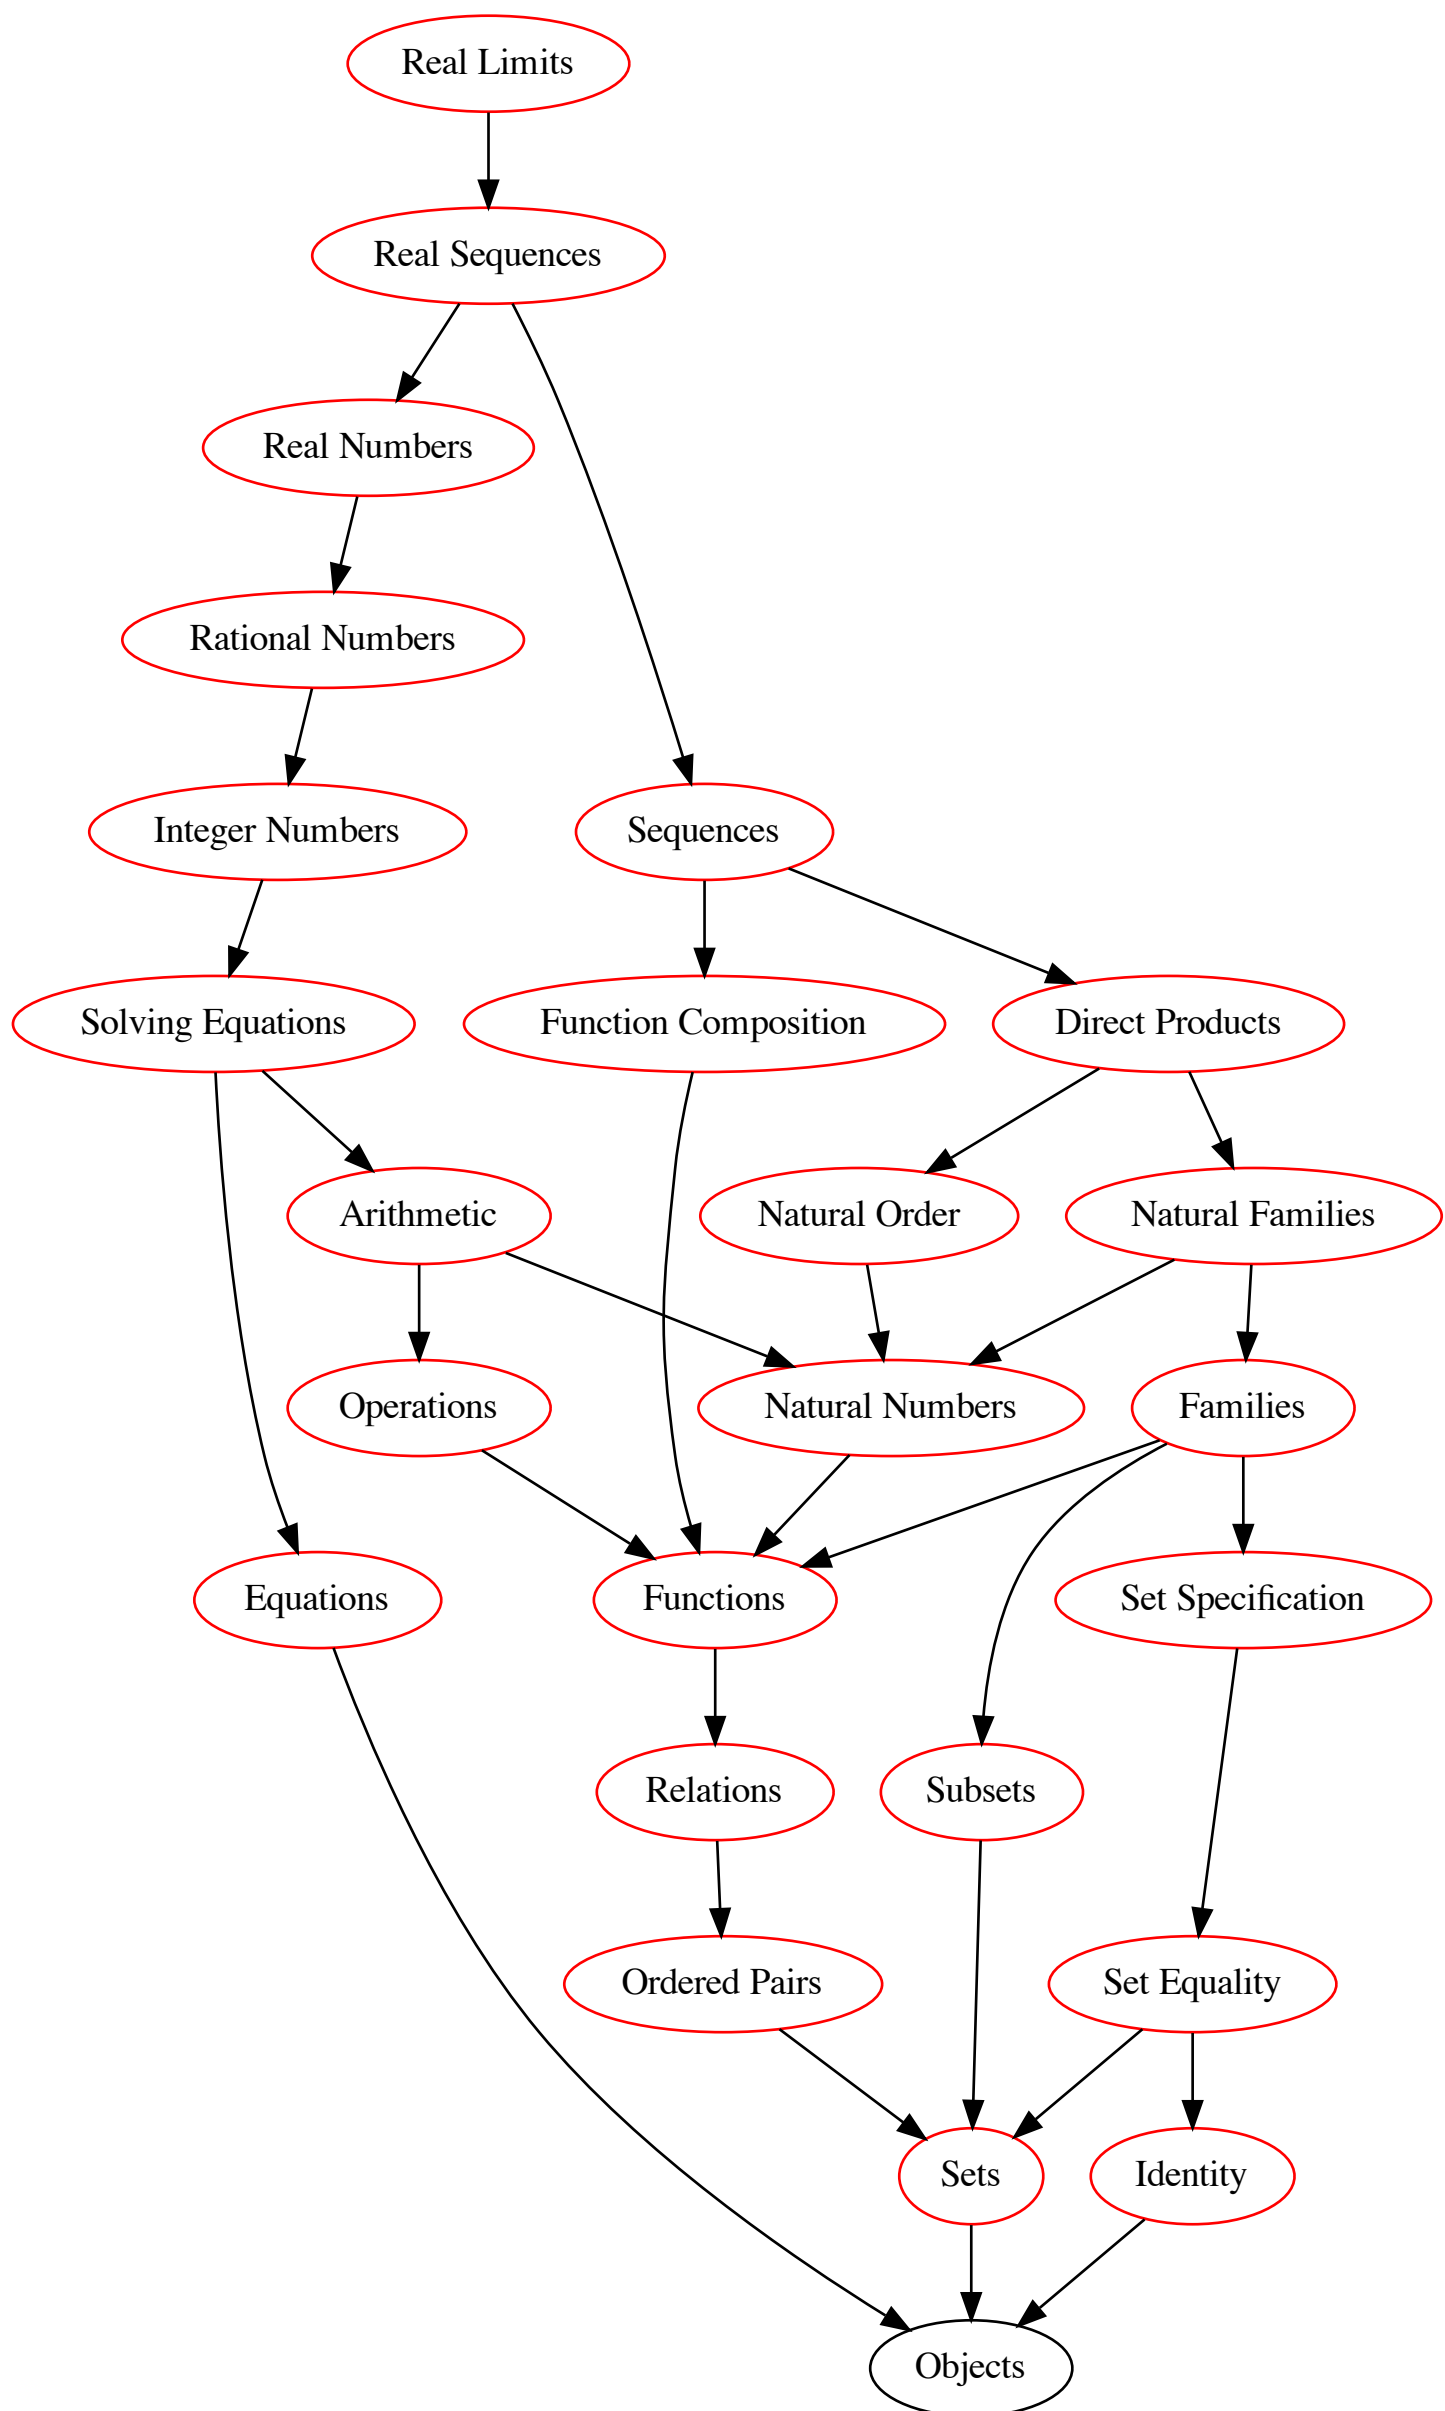 Real Limits
Real Sequences
Real Numbers
Rational Numbers
Integer Numbers
Sequences
Solving Equations
Function Composition
Direct Products
Arithmetic
Natural Order
Natural Families
Operations
Natural Numbers
Families
Equations
Functions
Set Specification
Relations
Subsets
Ordered Pairs
Set Equality
Sets
Identity
Objects